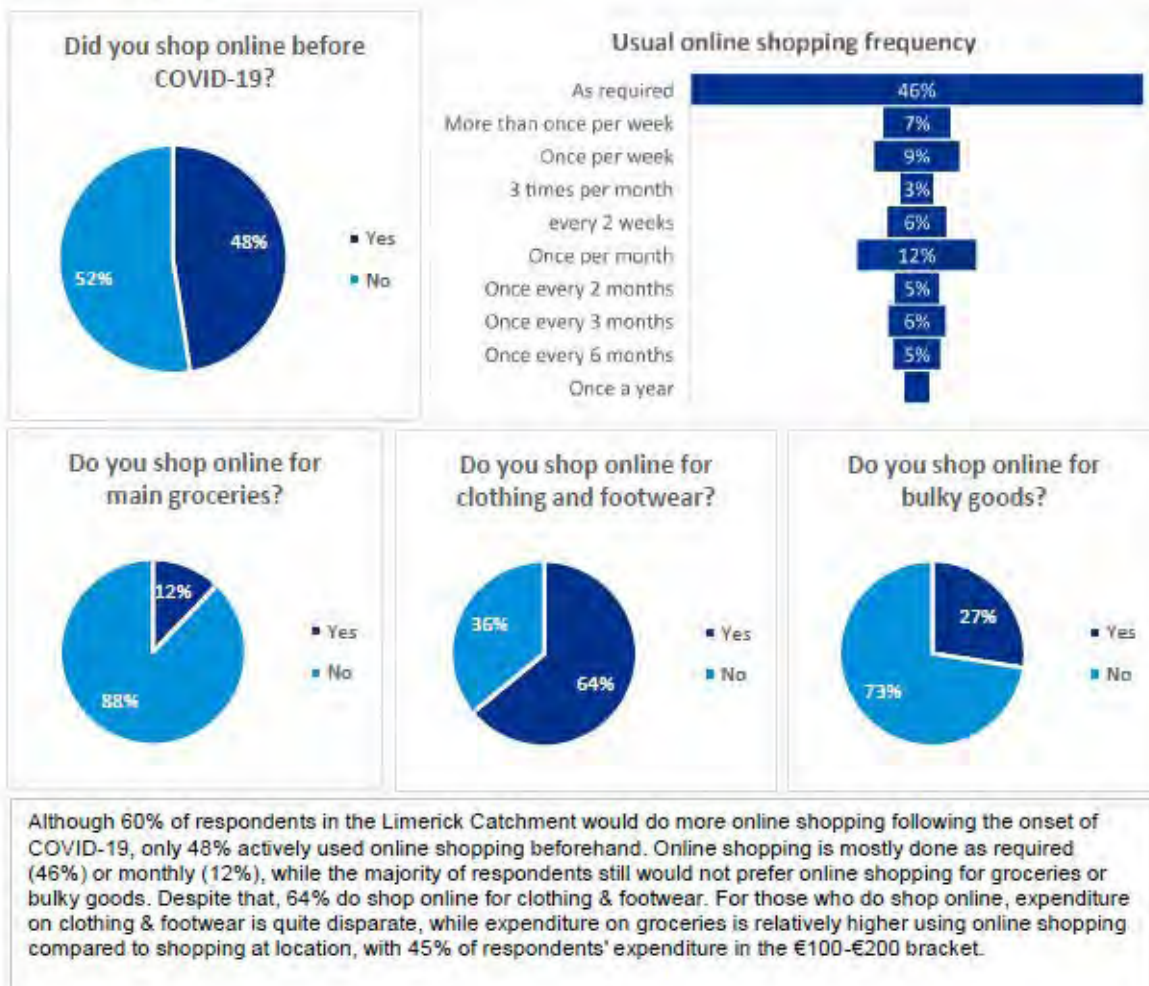 Did you shop online before
COVID-19?
48%
52%
Yes
No
Usual online shopping frequency
As required
46%
More than once per week
7%
Once per week
9%
3 times per month
3%
every 2 weeks
6%
Once per month
12%
Once every 2 months
5%
Once every 3 months
6%
Once every 6 months
5%
Once a year
Do you shop online for
main groceries?
12%
88%
Yes
No
Do you shop online for
clothing and footwear?
36%
64%
Yes
No
Do you shop online for
bulky goods?
27%
73%
Yes
No
Although 60% of respondents in the Limerick Catchment would do more online shopping following the onset of
COVID-19, only 48% actively used online shopping beforehand. Online shopping is mostly done as required
(46%) or monthly (12%), while the majority of respondents still would not prefer online shopping for groceries or
bulky goods. Despite that, 64% do shop online for clothing & footwear. For those who do shop online, expenditure
on clothing & footwear is quite disparate, while expenditure on groceries is relatively higher using online shopping
compared to shopping at location, with 45% of respondents' expenditure in the €100-€200 bracket.